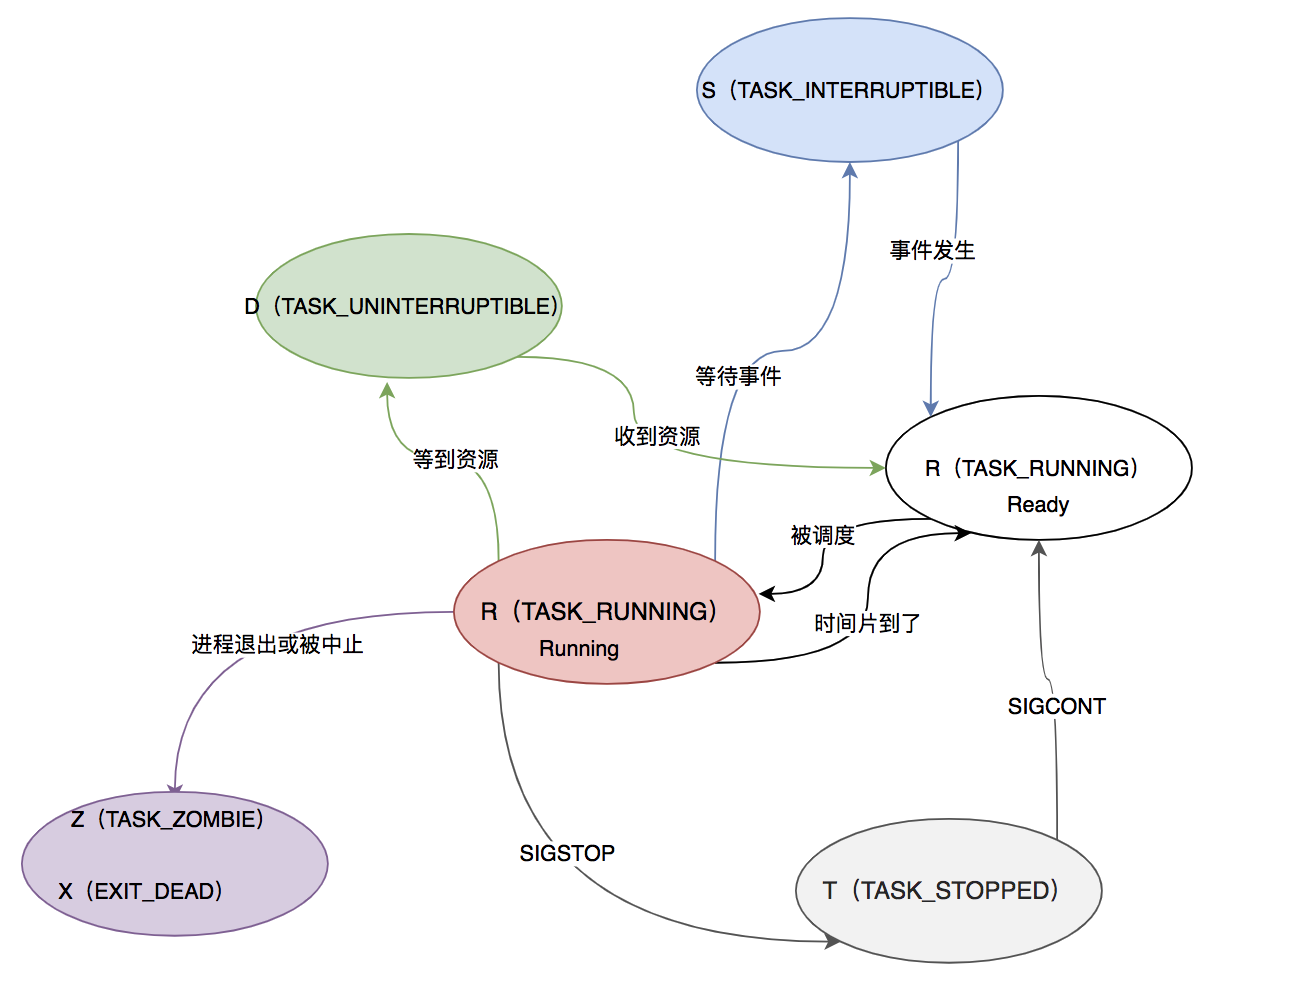 S（TASK_INTERRUPTIBLE）
事件发生
D（TASK_UNINTERRUPTIBLE）
等待事件
收到资源
等到资源
R（TASK_RUNNING）
Ready
被调度
R（TASK_RUNNING）
Running
时间片到了
进程退出或被中止
SIGCONT
Z（TASK_ZOMBIE）
X（EXIT_DEAD）
SIGSTOP
T（TASK_STOPPED）